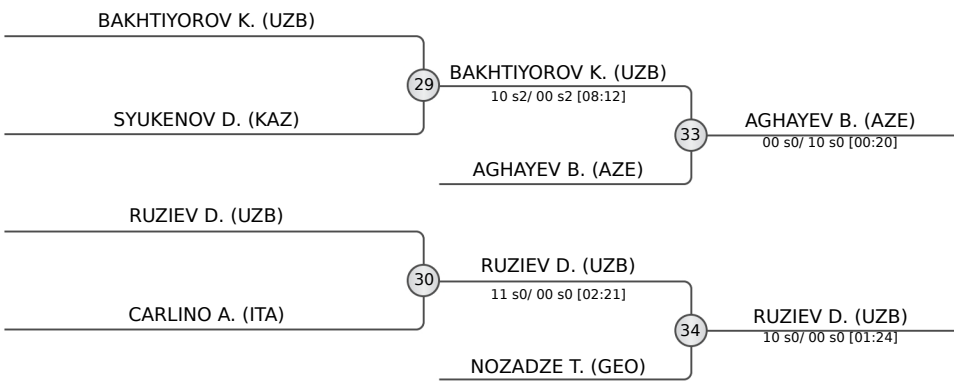 BAKHTIYOROV K. (UZB)
29
BAKHTIYOROV K. (UZB)
10 s2/ 00 s2 [08:12]
SYUKENOV D. (KAZ)
33
AGHAYEV B. (AZE)
00 s0/ 10 s0 [00:20]
AGHAYEV B. (AZE)
RUZIEV D. (UZB)
30
RUZIEV D. (UZB)
11 s0/ 00 s0 [02:21]
CARLINO A. (ITA)
34
RUZIEV D. (UZB)
10 s0/ 00 s0 [01:24]
NOZADZE T. (GEO)